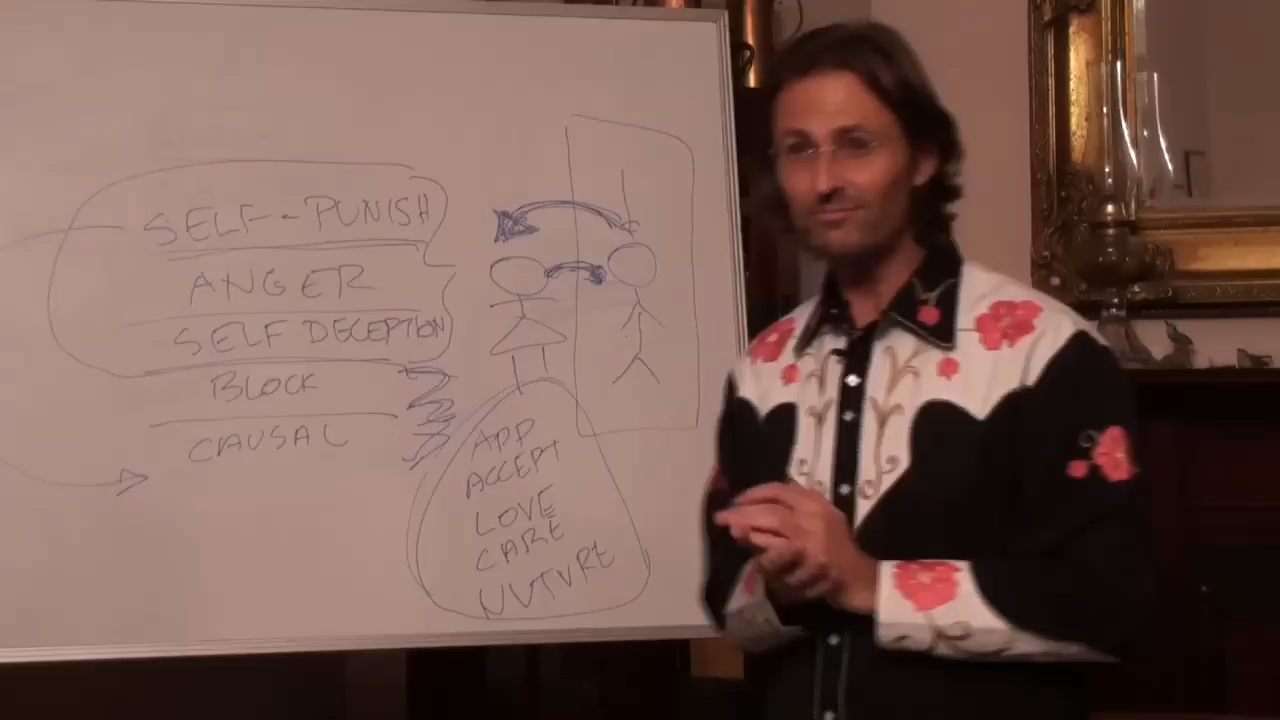 SELF-PUNISH
ANGER
SELF DECEPTION
BLOCK
CAUSAL
APP
ACCEPT
LOVE
CARE
NUTURE